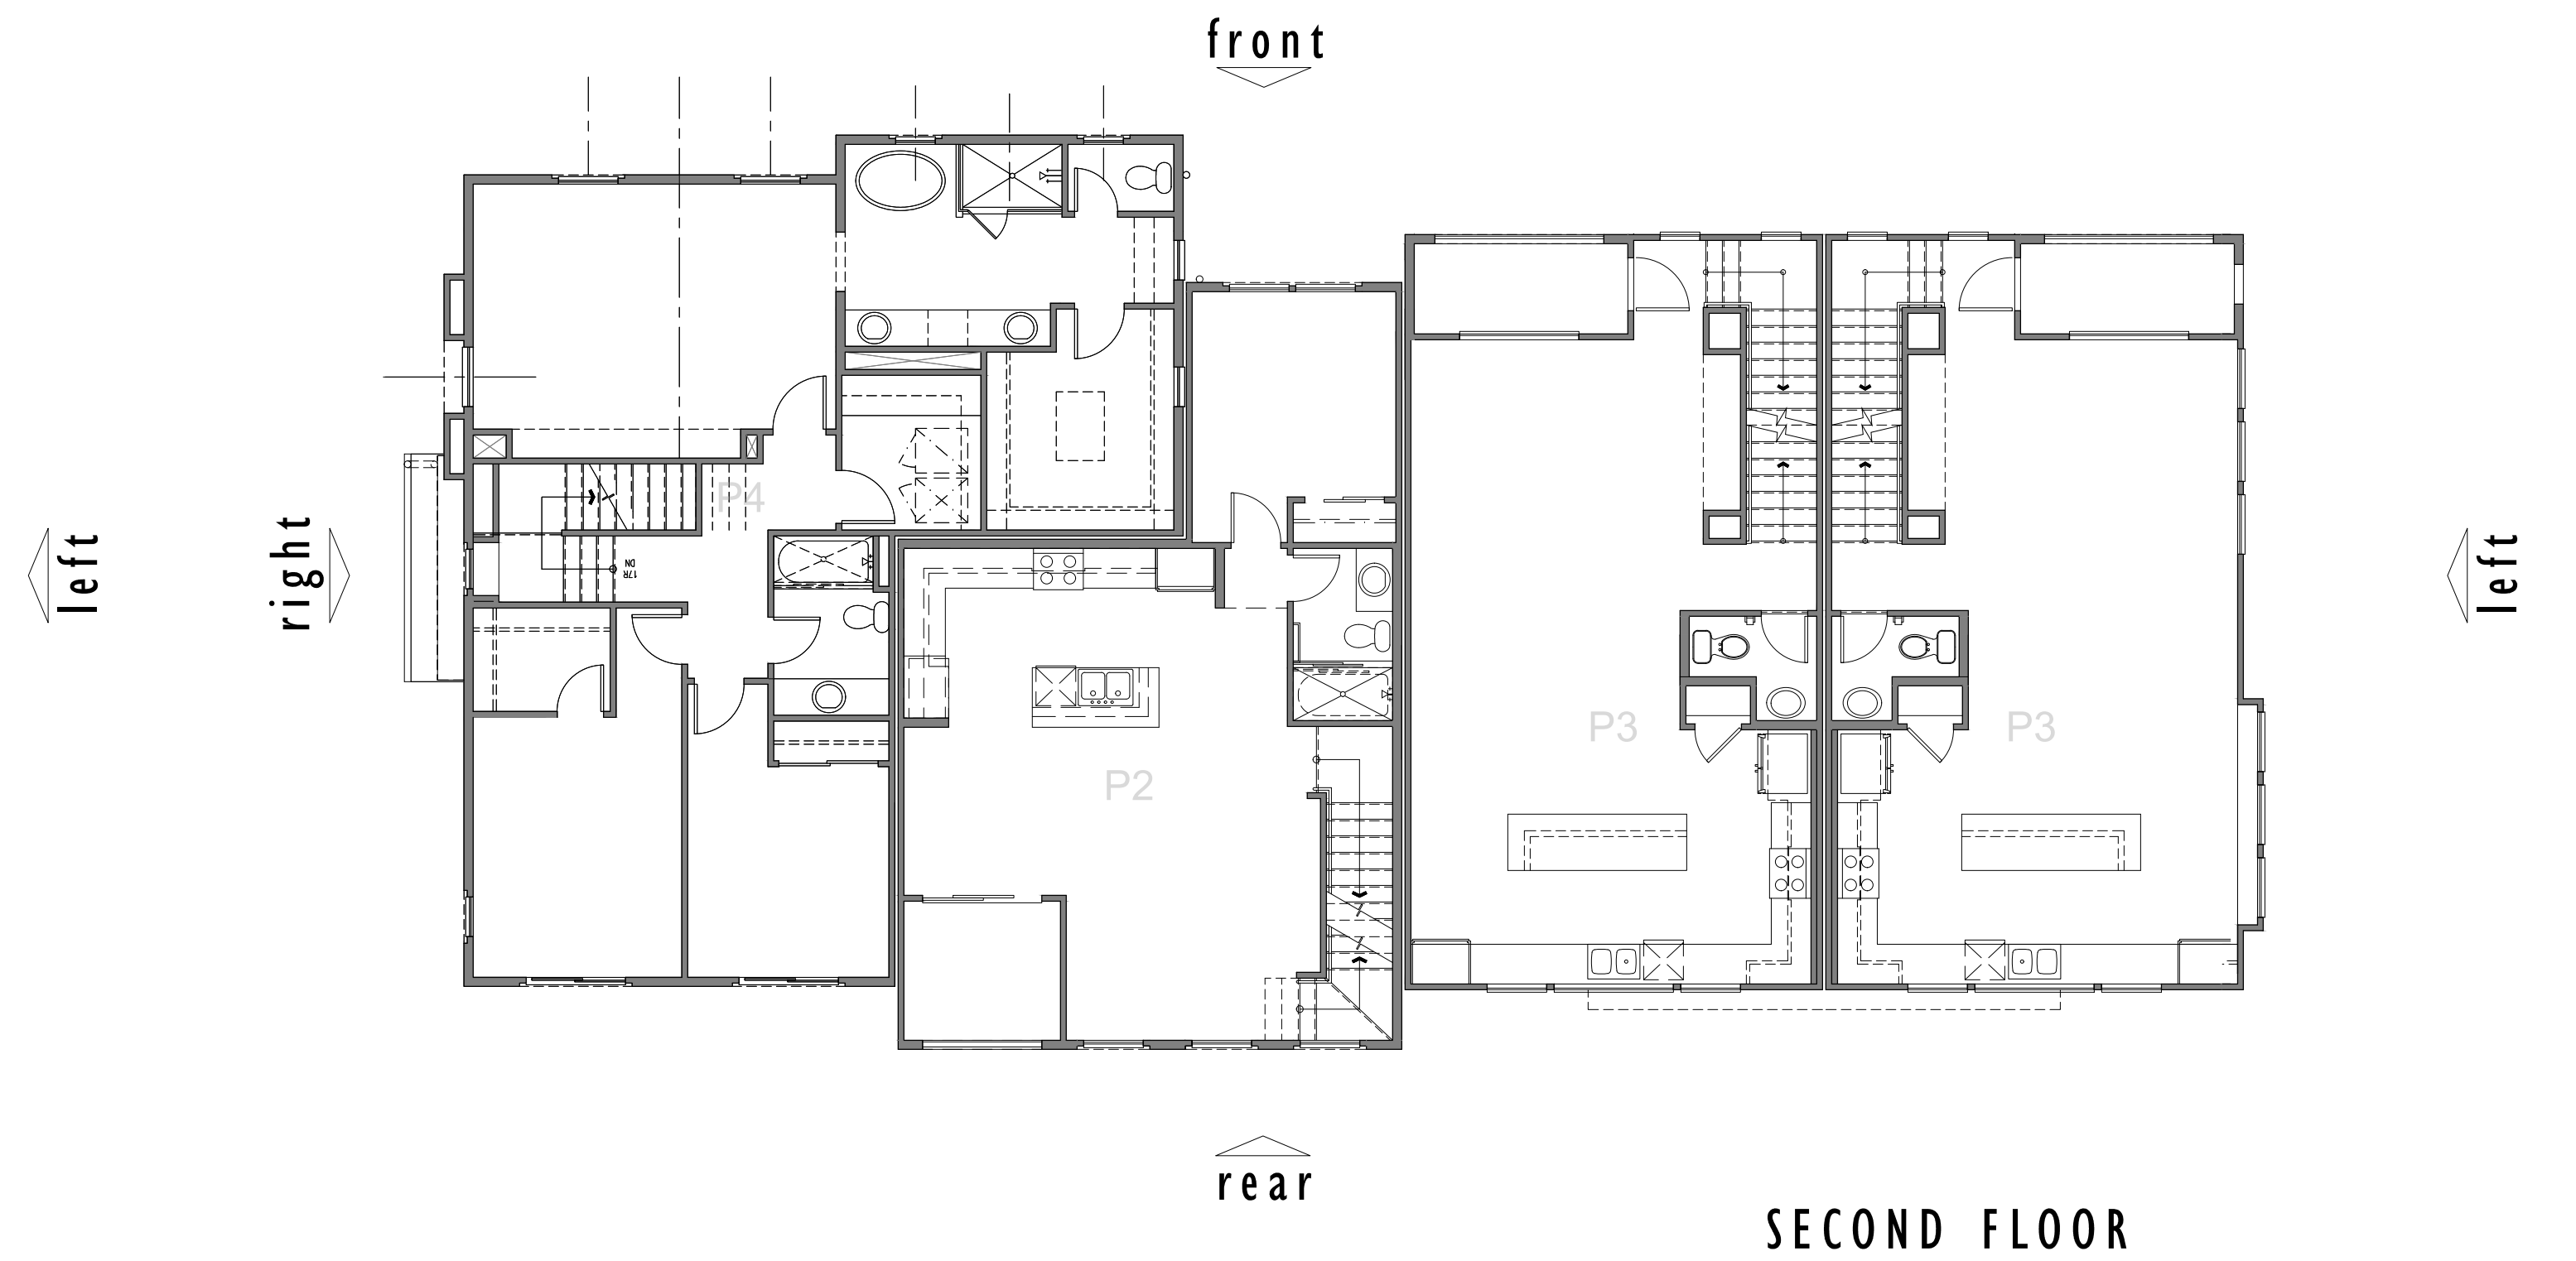 front
left
right
P4
17R
DN
P2
P3
P3
left
rear
SECOND FLOOR